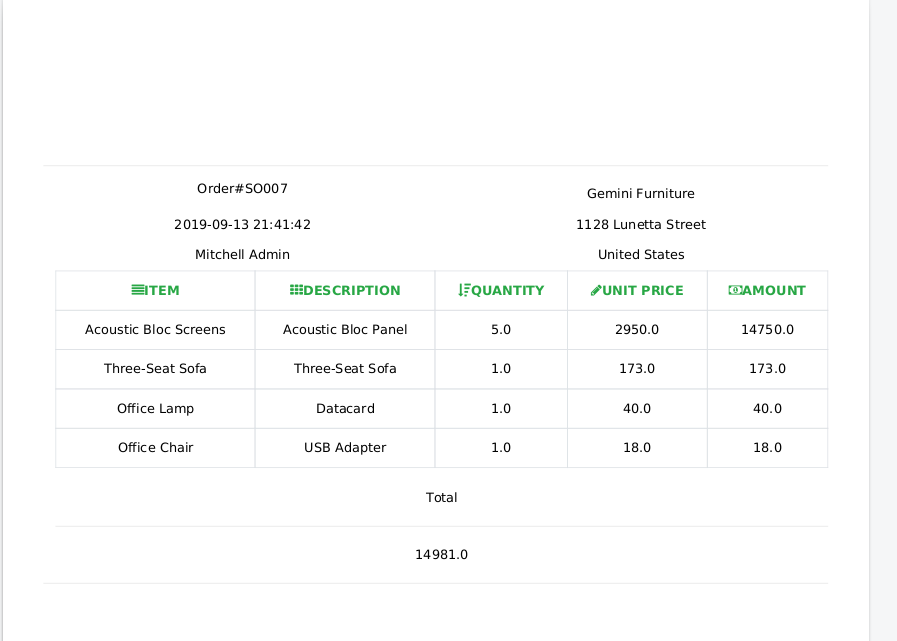 Order#SO007
2019-09-13 21:41:42
Mitchell Admin
Gemini Furniture
1128 Lunetta Street
United States
ITEM DESCRIPTION QUANTITY UNIT PRICE AMOUNT
Acoustic Bloc Screens Acoustic Bloc Panel 5.0 2950.0 14750.0
Three-Seat Sofa Three-Seat Sofa 1.0 173.0 173.0
Office Lamp Datacard 1.0 40.0 40.0
Office Chair USB Adapter 1.0 18.0 18.0
Total
14981.0